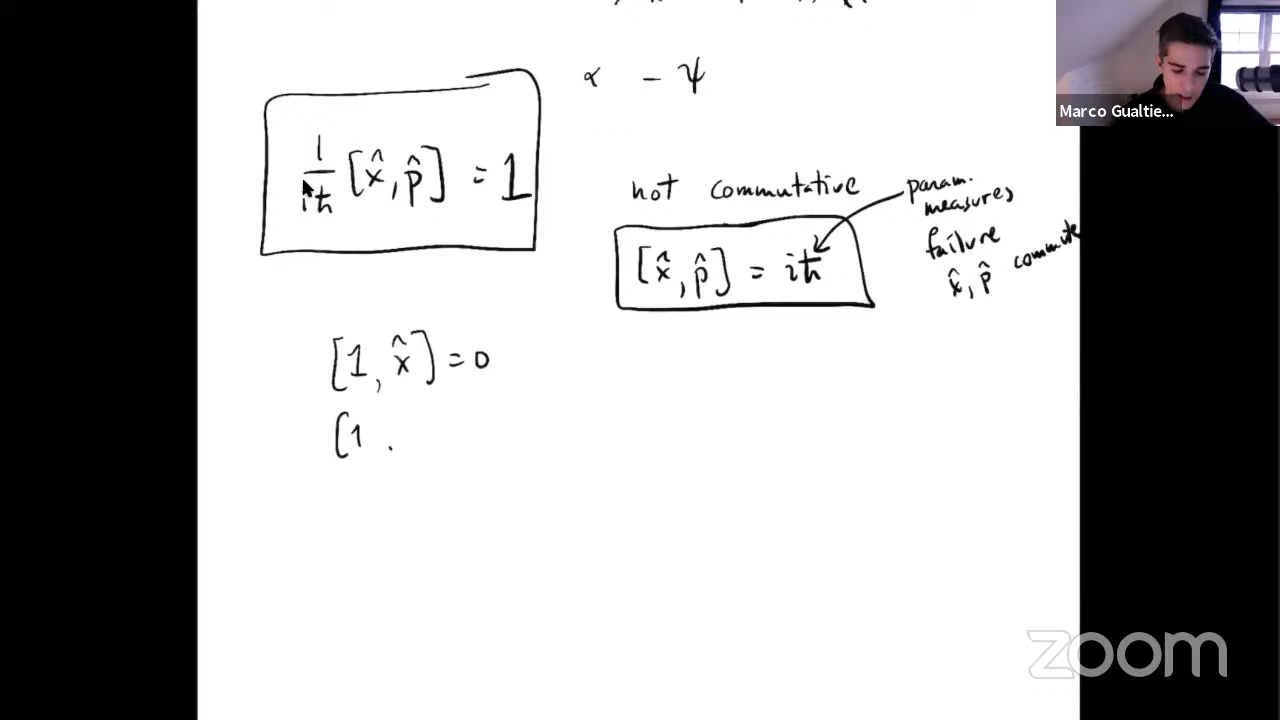 ∝ - ψ
1/iħ [x̂, p̂] = 1
not commutative
[x̂, p̂] = iħ
param.
measures
failure
x̂, p̂ commute
[1, x̂] = 0
[1 .
Marco Gualtie...
zoom